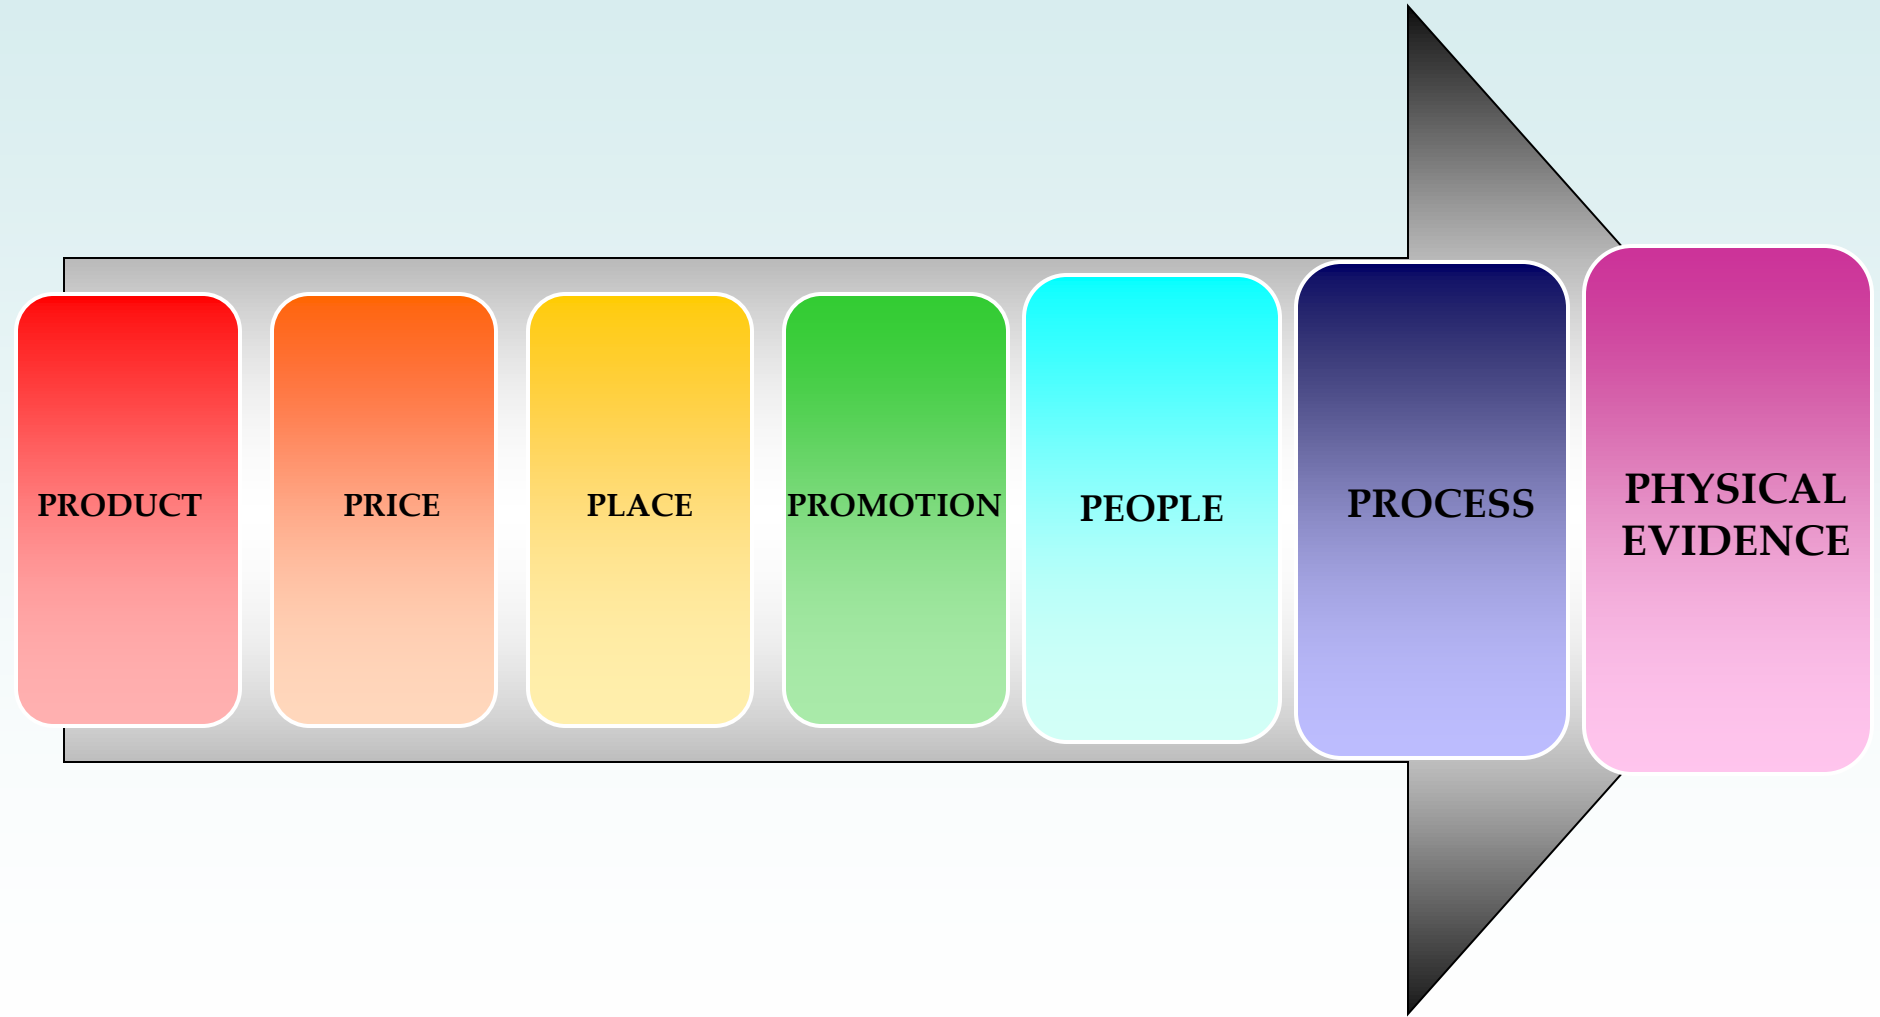 PRODUCT
PRICE
PLACE
PROMOTION
PEOPLE
PROCESS
PHYSICAL
EVIDENCE